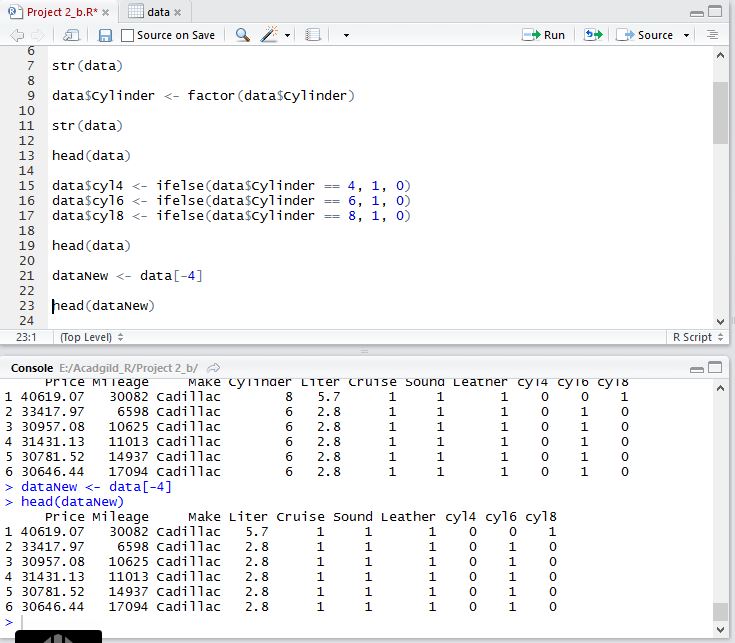 Project 2_b.R* × data ×
Source on Save Run Source
6
7 str(data)
8
9 data$Cylinder <- factor(data$Cylinder)
10
11 str(data)
12
13 head(data)
14
15 data$cyl4 <- ifelse(data$Cylinder == 4, 1, 0)
16 data$cyl6 <- ifelse(data$Cylinder == 6, 1, 0)
17 data$cyl8 <- ifelse(data$Cylinder == 8, 1, 0)
18
19 head(data)
20
21 dataNew <- data[-4]
22
23 head(dataNew)
24
23:1 (Top Level) R Script
Console E:/Acadgild_R/Project 2_b/
Price Mileage Make Cylinder Liter Cruise Sound Leather cyl4 cyl6 cyl8
1 40619.07 30082 Cadillac 8 5.7 1 1 1 0 0 1
2 33417.97 6598 Cadillac 6 2.8 1 1 1 0 1 0
3 30957.08 10625 Cadillac 6 2.8 1 1 1 0 1 0
4 31431.13 11013 Cadillac 6 2.8 1 1 1 0 1 0
5 30781.52 14937 Cadillac 6 2.8 1 1 1 0 1 0
6 30646.44 17094 Cadillac 6 2.8 1 1 1 0 1 0
> dataNew <- data[-4]
> head(dataNew)
Price Mileage Make Liter Cruise Sound Leather cyl4 cyl6 cyl8
1 40619.07 30082 Cadillac 5.7 1 1 1 0 0 1
2 33417.97 6598 Cadillac 2.8 1 1 1 0 1 0
3 30957.08 10625 Cadillac 2.8 1 1 1 0 1 0
4 31431.13 11013 Cadillac 2.8 1 1 1 0 1 0
5 30781.52 14937 Cadillac 2.8 1 1 1 0 1 0
6 30646.44 17094 Cadillac 2.8 1 1 1 0 1 0
>